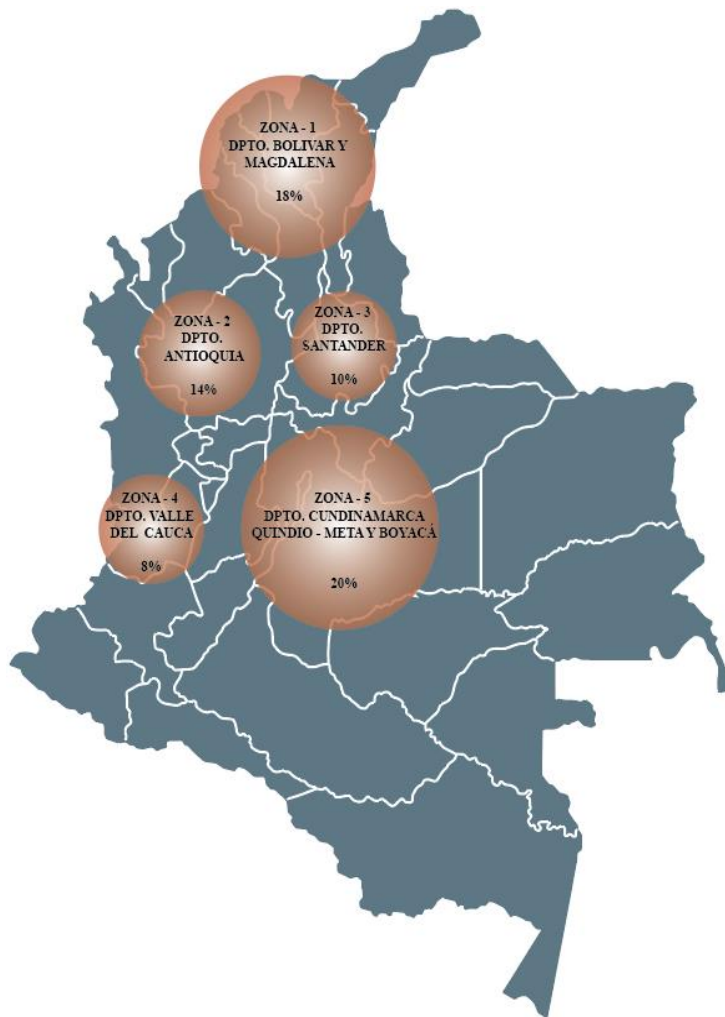 ZONA - 1
DPTO. BOLIVAR Y
MAGDALENA
18%
ZONA - 2
DPTO.
ANTIOQUIA
14%
ZONA - 3
DPTO.
SANTANDER
10%
ZONA - 4
DPTO. VALLE
DEL CAUCA
8%
ZONA - 5
DPTO. CUNDINAMARCA
QUINDIO - META Y BOYACÁ
20%